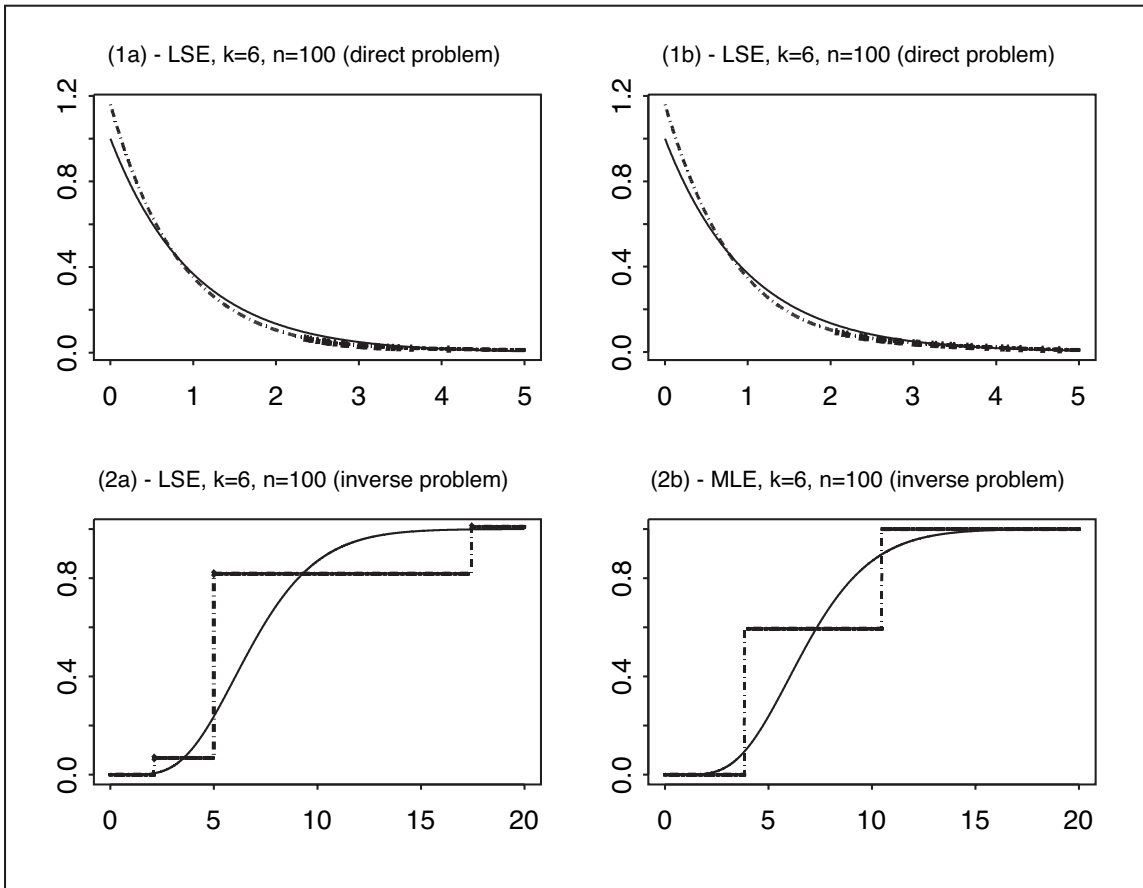 (1a) - LSE, k=6, n=100 (direct problem)
0.0 0.4 0.8 1.2
0 1 2 3 4 5
(1b) - LSE, k=6, n=100 (direct problem)
0.0 0.4 0.8 1.2
0 1 2 3 4 5
(2a) - LSE, k=6, n=100 (inverse problem)
0.0 0.4 0.8
0 5 10 15 20
(2b) - MLE, k=6, n=100 (inverse problem)
0.0 0.4 0.8
0 5 10 15 20